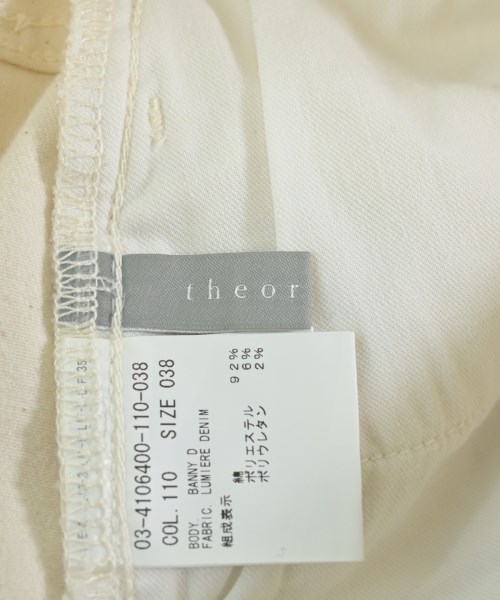 theor
03-4106400-110-038
COL. 110 SIZE 038
BODY. BANNY D
FABRIC. LUMIERE DENIM
組成表示
綿 92%
ポリエステル 6%
ポリウレタン 2%